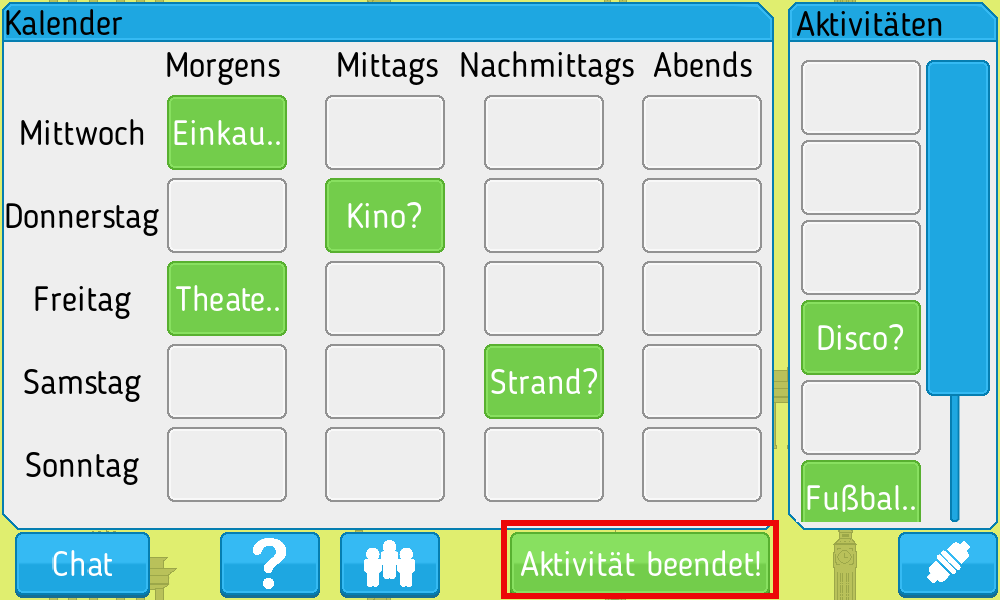 Kalender
Aktivitäten
Morgens Mittags Nachmittags Abends
Mittwoch Einkau..
Donnerstag Kino?
Freitag Theate..
Disco?
Samstag Strand?
Sonntag
Fußbal..
Chat ? Aktivität beendet!